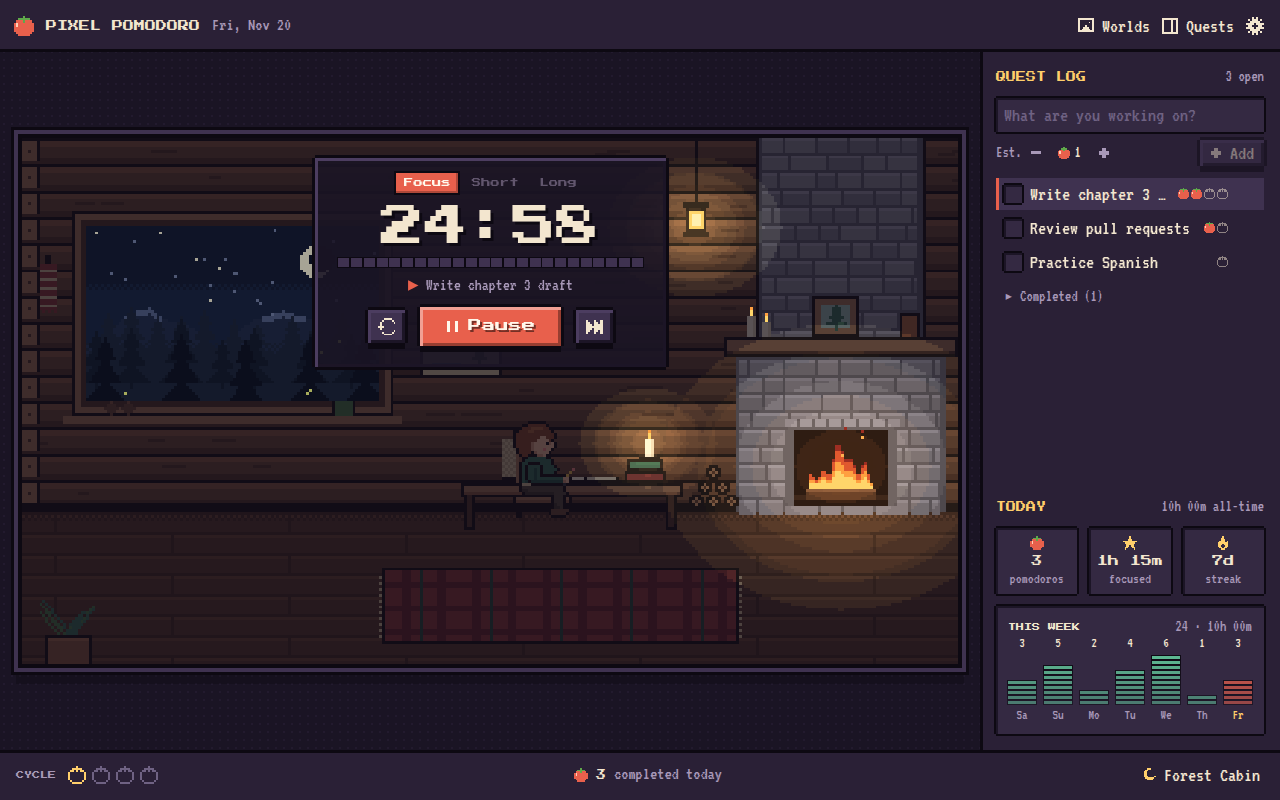 PIXEL POMODORO Fri, Nov 20
Worlds Quests
Focus Short Long
24:58
Write chapter 3 draft
Pause
QUEST LOG 3 open
What are you working on?
Est. 1 Add
Write chapter 3 …
Review pull requests
Practice Spanish
Completed (1)
TODAY 10h 00m all-time
3 1h 15m 7d
pomodoros focused streak
THIS WEEK 24 · 10h 00m
3 5 2 4 6 1 3
Sa Su Mo Tu We Th Fr
CYCLE
3 completed today
Forest Cabin